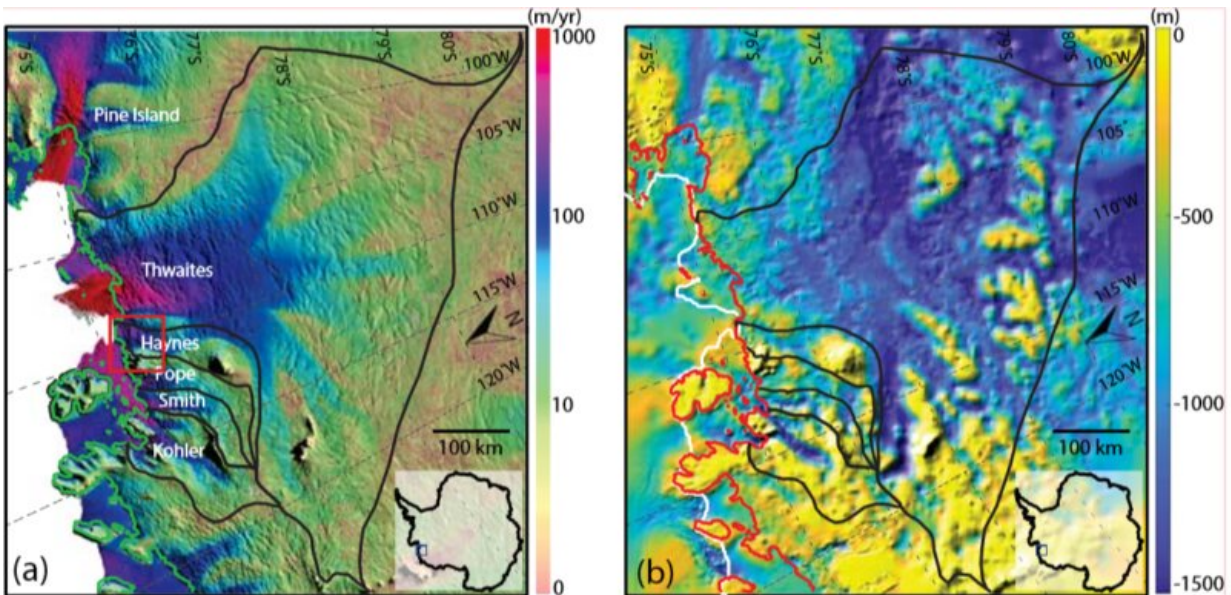 (m/yr)
1000
100
10
0
75°S
76°S
77°S
78°S
79°S
80°S
100°W
105°W
110°W
115°W
120°W
Pine Island
Thwaites
Haynes
Pope
Smith
Kohler
N
100 km
(a)
(m)
0
-500
-1000
-1500
75°S
76°S
77°S
78°S
79°S
80°S
100°W
105°
110°W
115°W
120°W
N
100 km
(b)